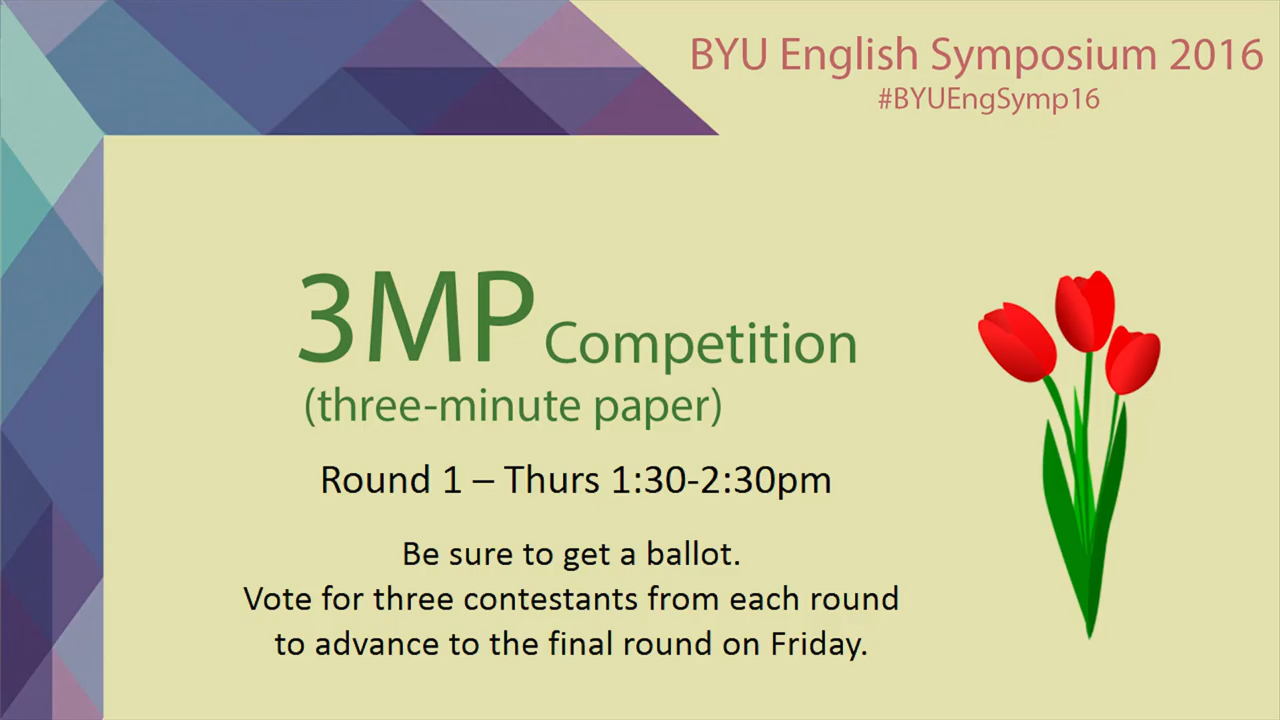 BYU English Symposium 2016
#BYUEngSymp16
3MP Competition
(three-minute paper)
Round 1 – Thurs 1:30-2:30pm
Be sure to get a ballot.
Vote for three contestants from each round
to advance to the final round on Friday.